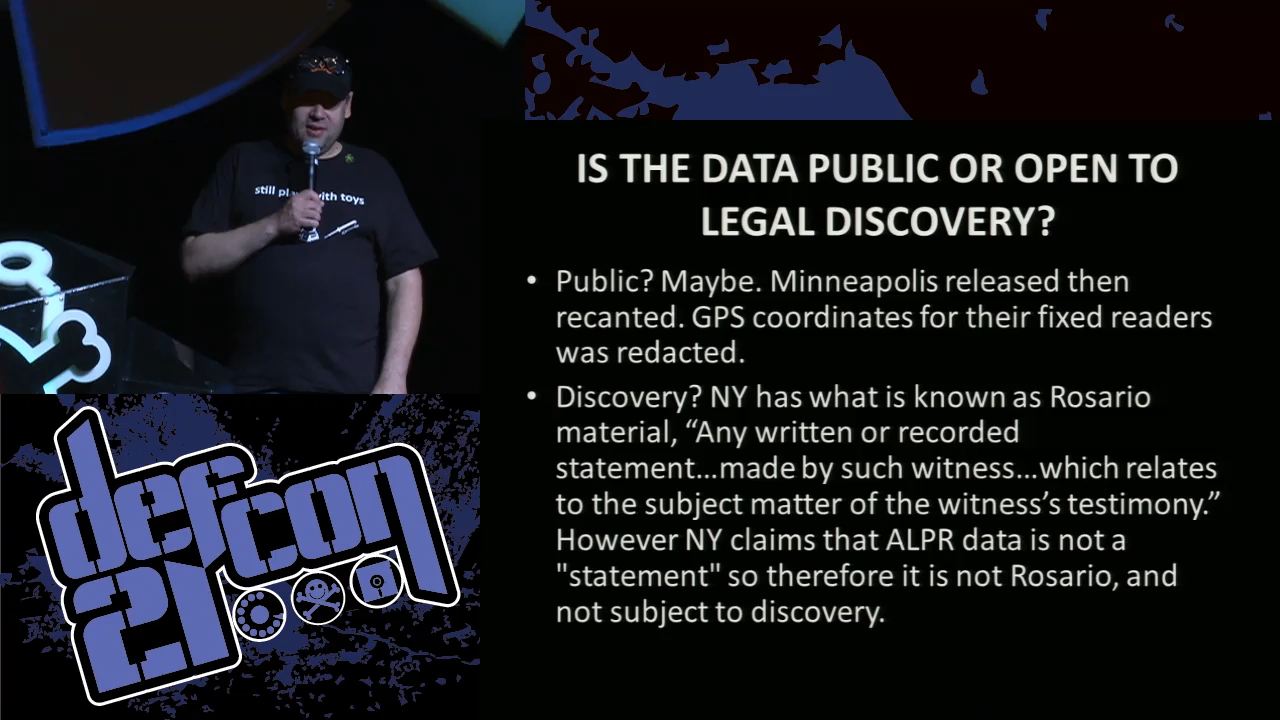 still with toys
IS THE DATA PUBLIC OR OPEN TO
LEGAL DISCOVERY?
• Public? Maybe. Minneapolis released then
recanted. GPS coordinates for their fixed readers
was redacted.
• Discovery? NY has what is known as Rosario
material, “Any written or recorded
statement...made by such witness...which relates
to the subject matter of the witness’s testimony.”
However NY claims that ALPR data is not a
"statement" so therefore it is not Rosario, and
not subject to discovery.
defcon
21